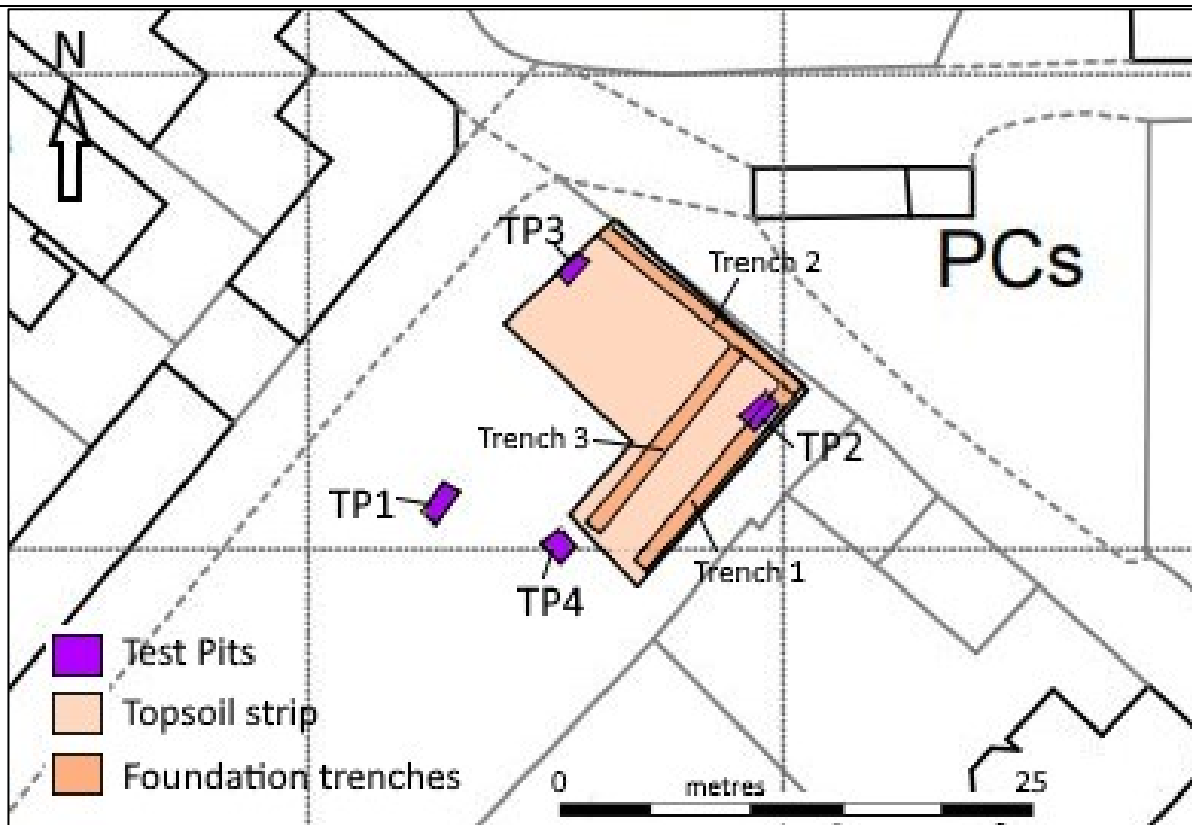 N
TP3
Trench 2
PCs
Trench 3
TP2
TP1
Trench 1
TP4
Test Pits
Topsoil strip
Foundation trenches
0 metres 25